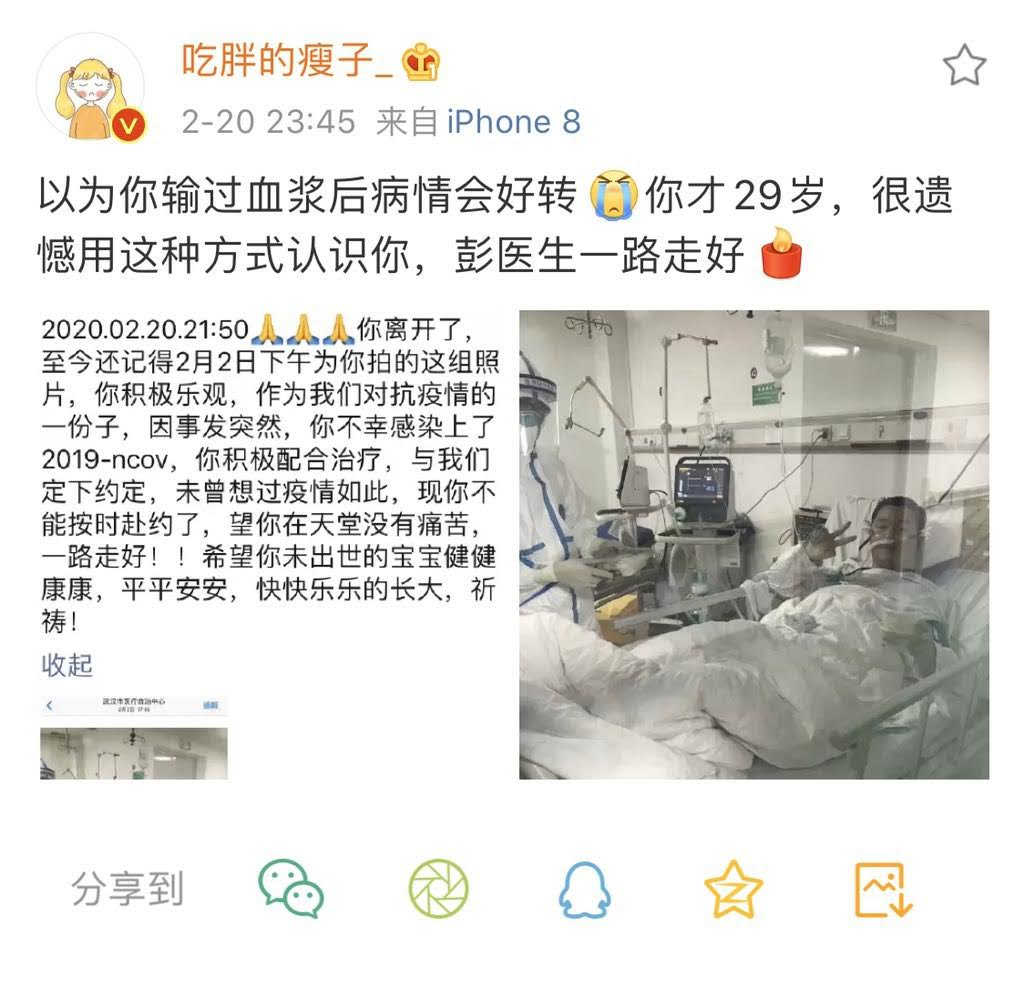 吃胖的瘦子_
2-20 23:45 来自 iPhone 8
以为你输过血浆后病情会好转😭你才29岁，很遗
憾用这种方式认识你，彭医生一路走好🕯️
2020.02.20.21:50🙏🙏🙏你离开了，
至今还记得2月2日下午为你拍的这组照
片，你积极乐观，作为我们对抗疫情的
一份子，因事发突然，你不幸感染上了
2019-ncov，你积极配合治疗，与我们
定下约定，未曾想过疫情如此，现你不
能按时赴约了，望你在天堂没有痛苦，
一路走好！！希望你未出世的宝宝健健
康康，平平安安，快快乐乐的长大，祈
祷！
收起
武汉市医疗救治中心
编辑
分享到